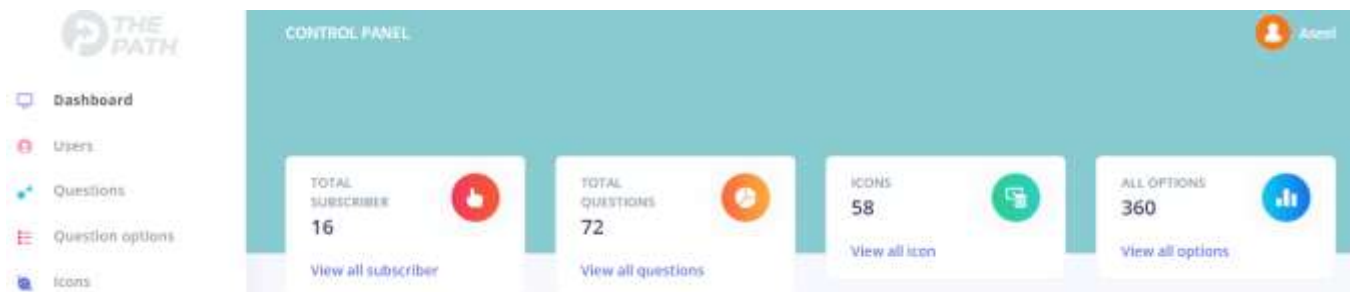 THE
PATH
Dashboard
Users
Questions
Question options
Icons
CONTROL PANEL
Aseel
TOTAL
SUBSCRIBER
16
View all subscriber
TOTAL
QUESTIONS
72
View all questions
ICONS
58
View all icon
ALL OPTIONS
360
View all options